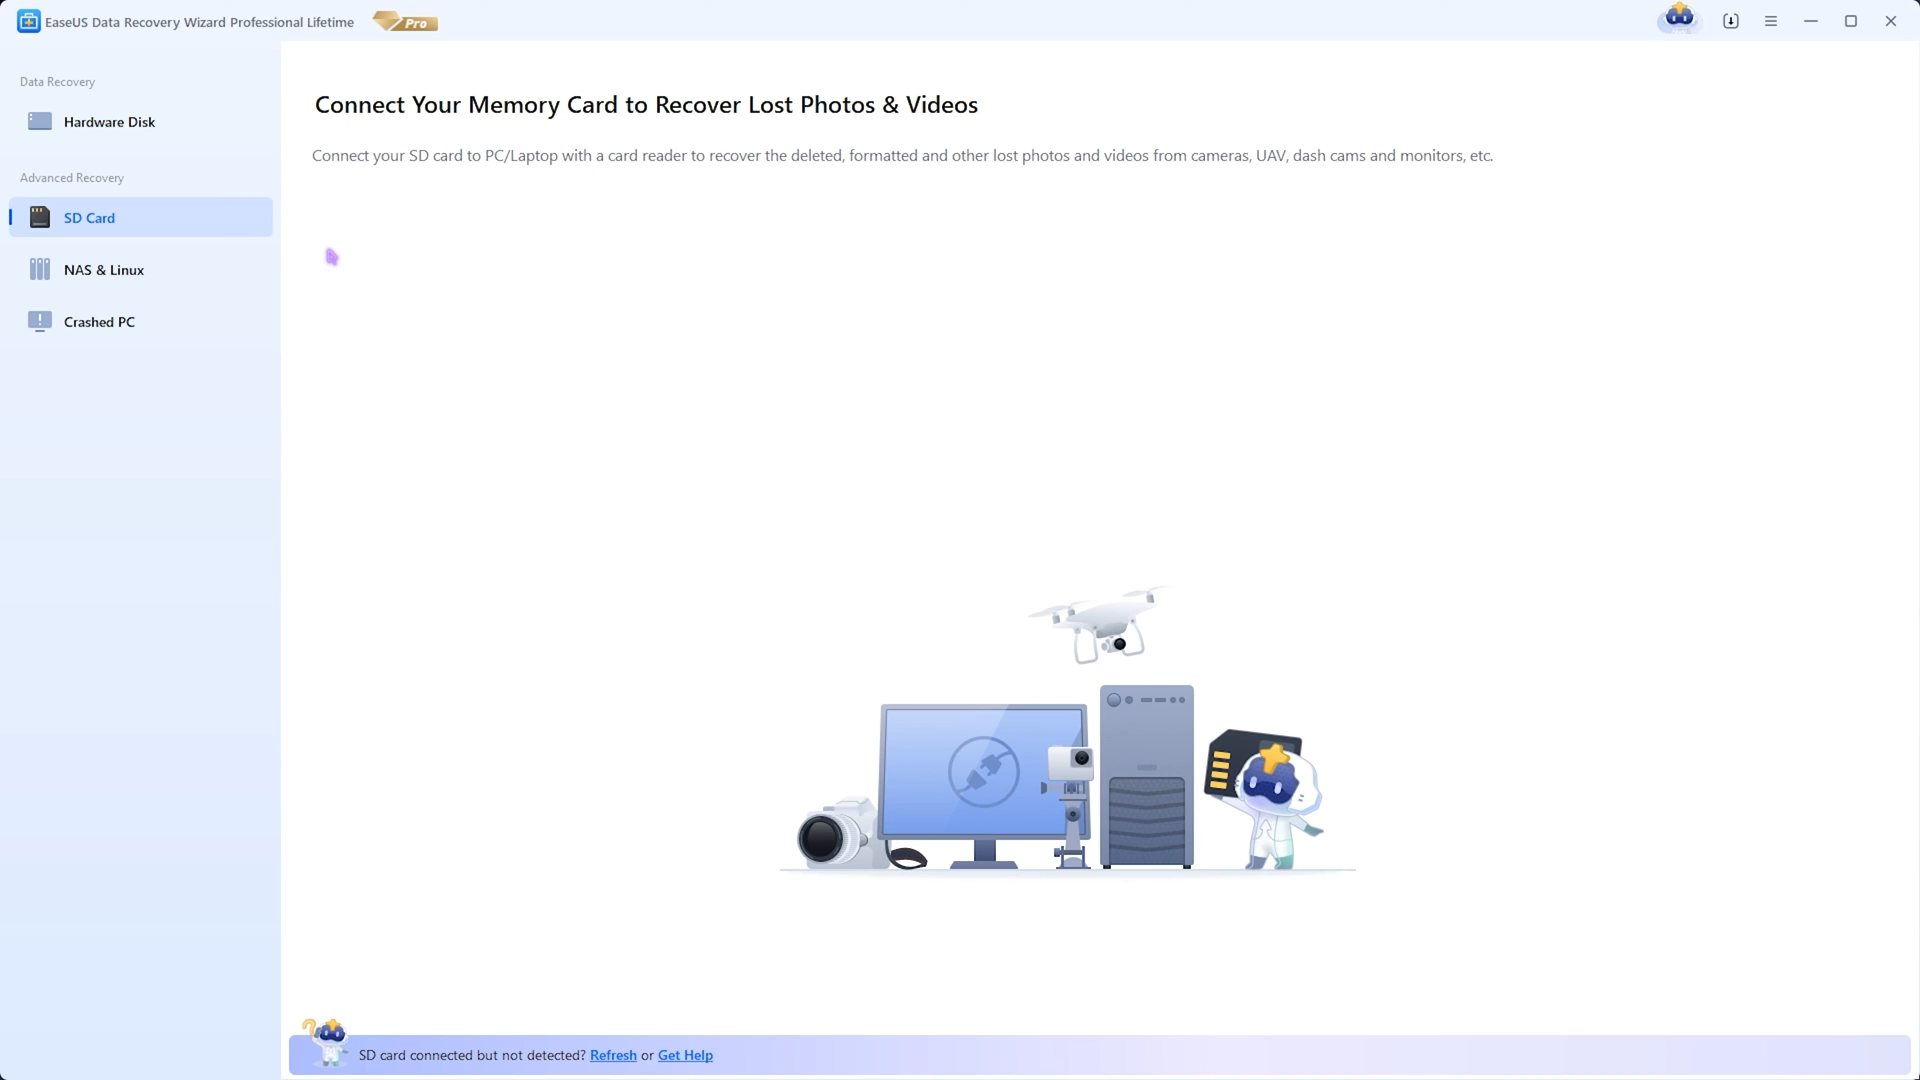 EaseUS Data Recovery Wizard Professional Lifetime Pro
Data Recovery
Hardware Disk
Advanced Recovery
SD Card
NAS & Linux
Crashed PC
Connect Your Memory Card to Recover Lost Photos & Videos
Connect your SD card to PC/Laptop with a card reader to recover the deleted, formatted and other lost photos and videos from cameras, UAV, dash cams and monitors, etc.
SD card connected but not detected? Refresh or Get Help